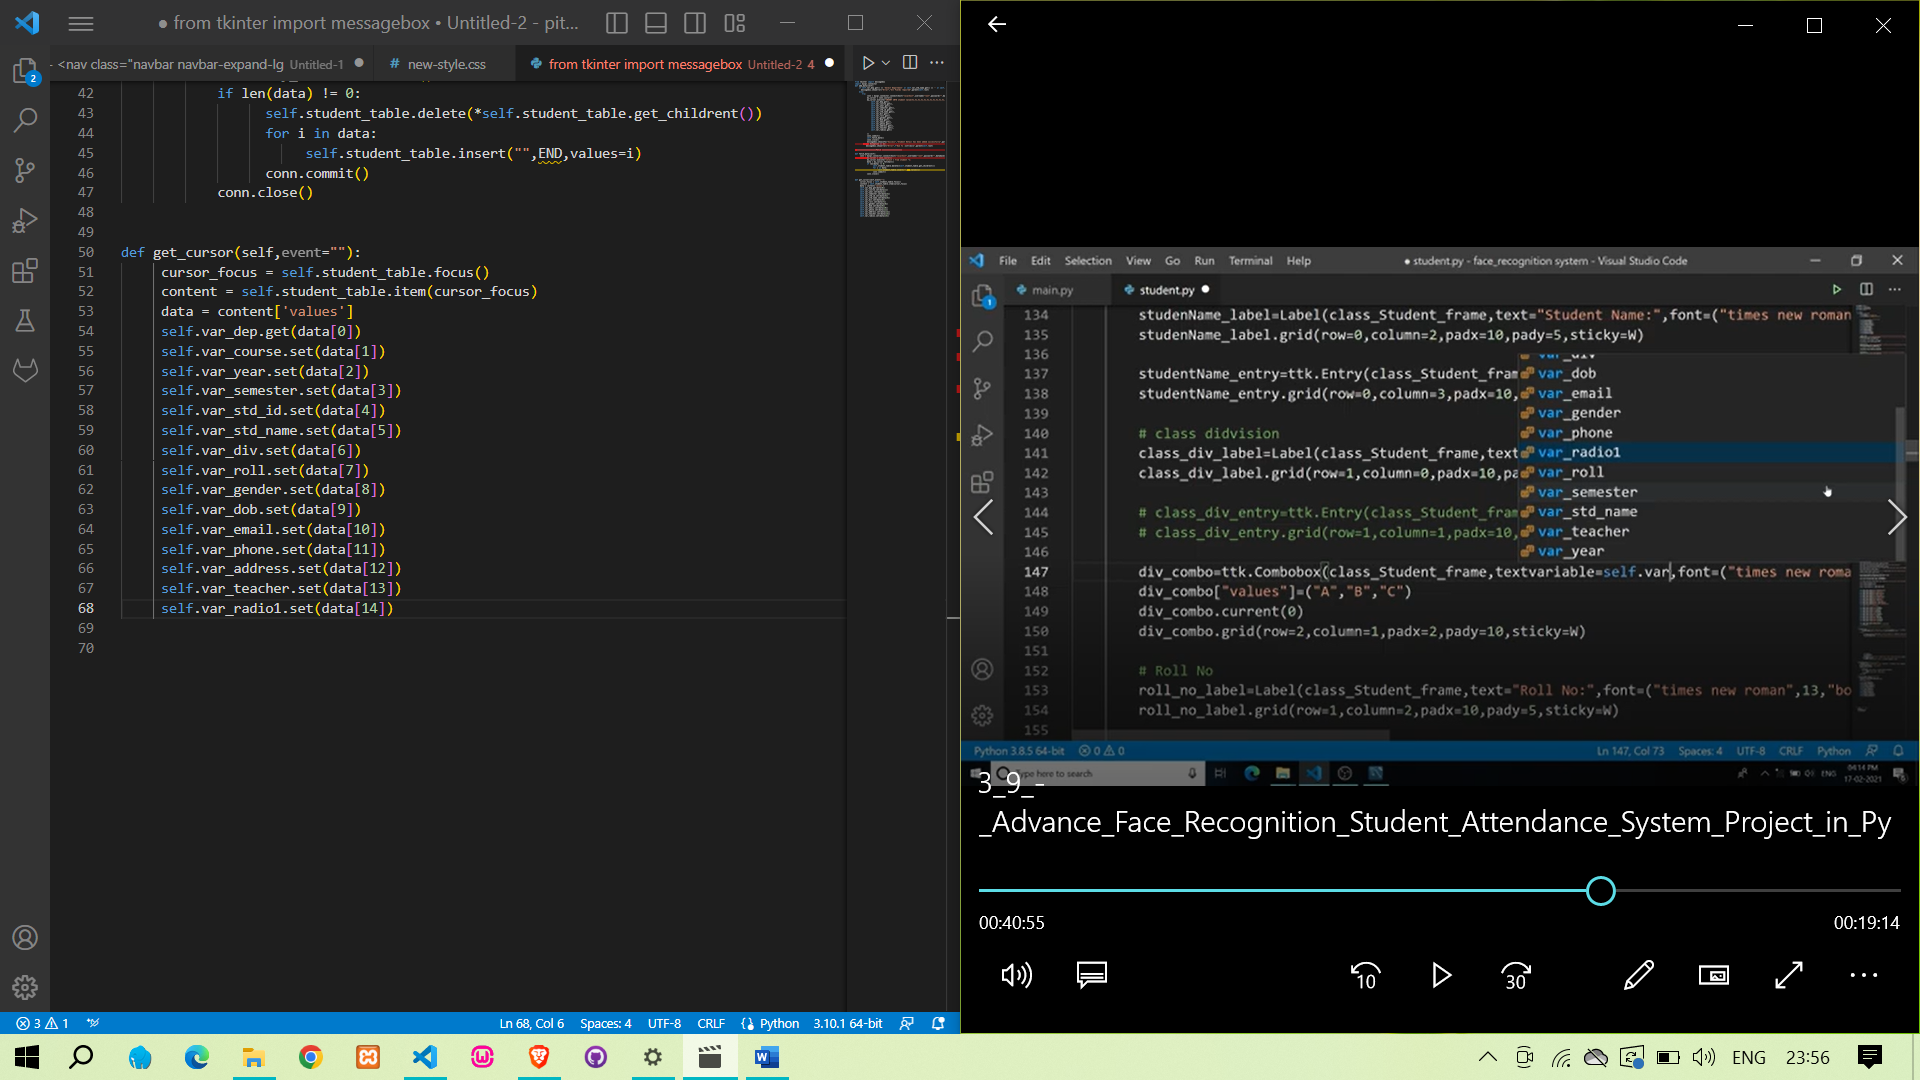 from tkinter import messagebox • Untitled-2 - pit...
<nav class="navbar navbar-expand-lg Untitled-1
# new-style.css
from tkinter import messagebox Untitled-2 4
2
42 if len(data) != 0:
43 self.student_table.delete(*self.student_table.get_childrent())
44 for i in data:
45 self.student_table.insert("",END,values=i)
46 conn.commit()
47 conn.close()
48
49
50 def get_cursor(self,event=""):
51 cursor_focus = self.student_table.focus()
52 content = self.student_table.item(cursor_focus)
53 data = content['values']
54 self.var_dep.get(data[0])
55 self.var_course.set(data[1])
56 self.var_year.set(data[2])
57 self.var_semester.set(data[3])
58 self.var_std_id.set(data[4])
59 self.var_std_name.set(data[5])
60 self.var_div.set(data[6])
61 self.var_roll.set(data[7])
62 self.var_gender.set(data[8])
63 self.var_dob.set(data[9])
64 self.var_email.set(data[10])
65 self.var_phone.set(data[11])
66 self.var_address.set(data[12])
67 self.var_teacher.set(data[13])
68 self.var_radio1.set(data[14])
69
70
3 1 Ln 68, Col 6 Spaces: 4 UTF-8 CRLF Python 3.10.1 64-bit
File Edit Selection View Go Run Terminal Help • student.py - face_recognition system - Visual Studio Code
1
main.py student.py
134 studenName_label=Label(class_Student_frame,text="Student Name:",font=("times new roman
135 studenName_label.grid(row=0,column=2,padx=10,pady=5,sticky=W)
136
137 studentName_entry=ttk.Entry(class_Student_fram
138 studentName_entry.grid(row=0,column=3,padx=10,
139
140 # class didvision
141 class_div_label=Label(class_Student_frame,text
142 class_div_label.grid(row=1,column=0,padx=10,pa
143
144 # class_div_entry=ttk.Entry(class_Student_fram
145 # class_div_entry.grid(row=1,column=1,padx=10,
146
147 div_combo=ttk.Combobox(class_Student_frame,textvariable=self.var,font=("times new roma
148 div_combo["values"]=("A","B","C")
149 div_combo.current(0)
150 div_combo.grid(row=2,column=1,padx=2,pady=10,sticky=W)
151
152 # Roll No
153 roll_no_label=Label(class_Student_frame,text="Roll No:",font=("times new roman",13,"bo
154 roll_no_label.grid(row=1,column=2,padx=10,pady=5,sticky=W)
155
var_div
var_dob
var_email
var_gender
var_phone
var_radio1
var_roll
var_semester
var_std_name
var_teacher
var_year
Python 3.8.5 64-bit 0 0 Ln 147, Col 73 Spaces: 4 UTF-8 CRLF Python
Type here to search ENG 04:14 PM
17-02-2021
3_9_-
_Advance_Face_Recognition_Student_Attendance_System_Project_in_Py
00:40:55 00:19:14
10 30
ENG 23:56